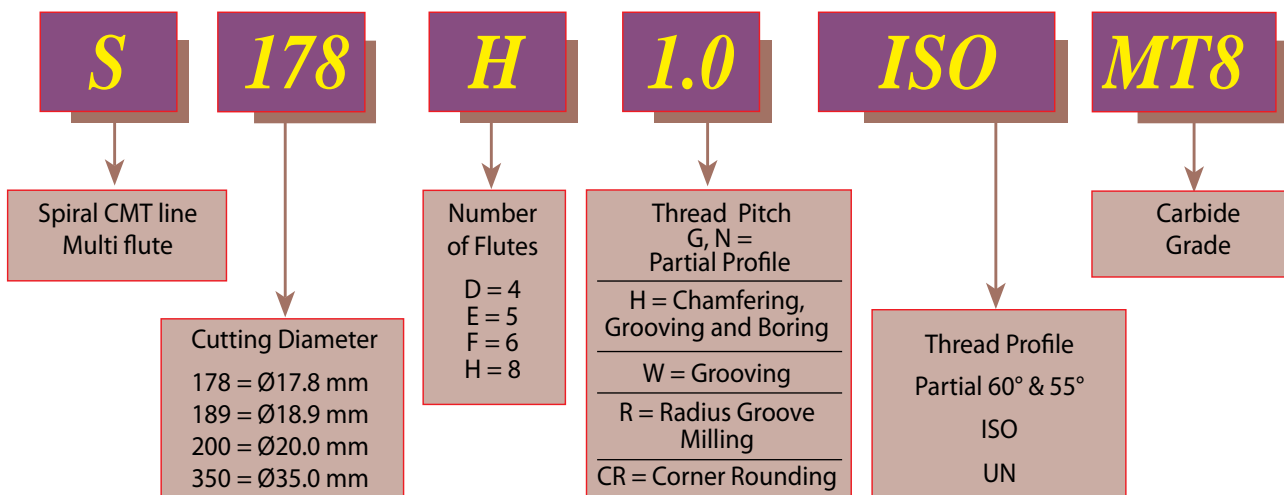 S 178 H 1.0 ISO MT8
Spiral CMT line
Multi flute
Cutting Diameter
178 = Ø17.8 mm
189 = Ø18.9 mm
200 = Ø20.0 mm
350 = Ø35.0 mm
Number
of Flutes
D = 4
E = 5
F = 6
H = 8
Thread Pitch
G, N =
Partial Profile
H = Chamfering,
Grooving and Boring
W = Grooving
R = Radius Groove
Milling
CR = Corner Rounding
Thread Profile
Partial 60° & 55°
ISO
UN
Carbide
Grade